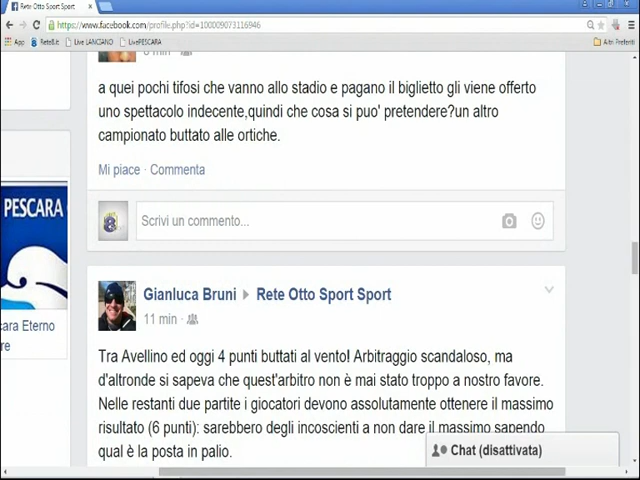 Rete Otto Sport Sport
https://www.facebook.com/profile.php?id=100009073116946
App Rete8.it Live LANCIANO LivePESCARA Altri Preferiti
a quei pochi tifosi che vanno allo stadio e pagano il biglietto gli viene offerto
uno spettacolo indecente,quindi che cosa si puo' pretendere?un altro
campionato buttato alle ortiche.
Mi piace · Commenta
PESCARA
Scrivi un commento...
Gianluca Bruni Rete Otto Sport Sport
11 min ·
cara Eterno
re
Tra Avellino ed oggi 4 punti buttati al vento! Arbitraggio scandaloso, ma
d'altronde si sapeva che quest'arbitro non è mai stato troppo a nostro favore.
Nelle restanti due partite i giocatori devono assolutamente ottenere il massimo
risultato (6 punti): sarebbero degli incoscienti a non dare il massimo sapendo
qual è la posta in palio.
Chat (disattivata)